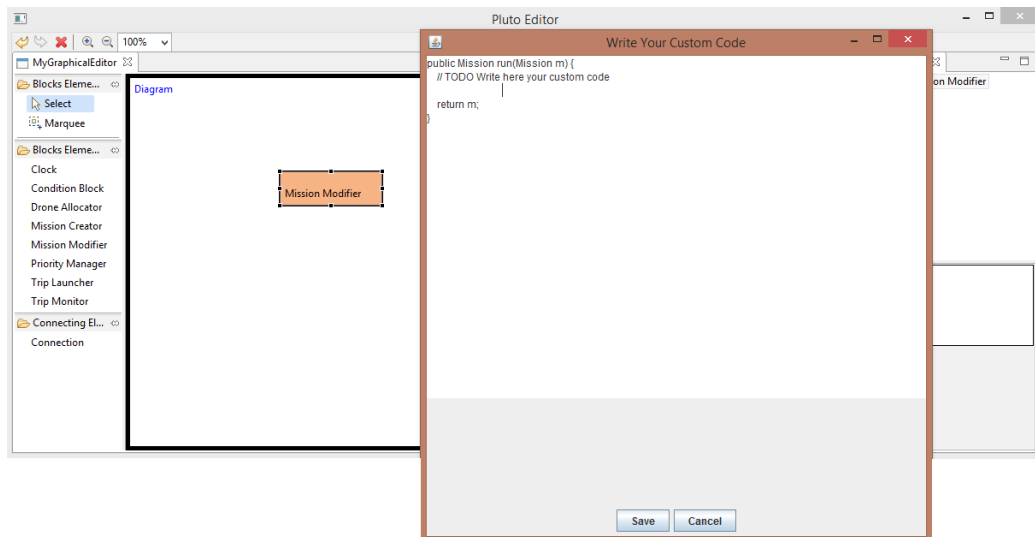 Pluto Editor
100%
MyGraphicalEditor
Blocks Eleme...
Select
Marquee
Blocks Eleme...
Clock
Condition Block
Drone Allocator
Mission Creator
Mission Modifier
Priority Manager
Trip Launcher
Trip Monitor
Connecting El...
Connection
Diagram
Mission Modifier
Write Your Custom Code
public Mission run(Mission m) {
// TODO Write here your custom code
return m;
}
Save Cancel
on Modifier